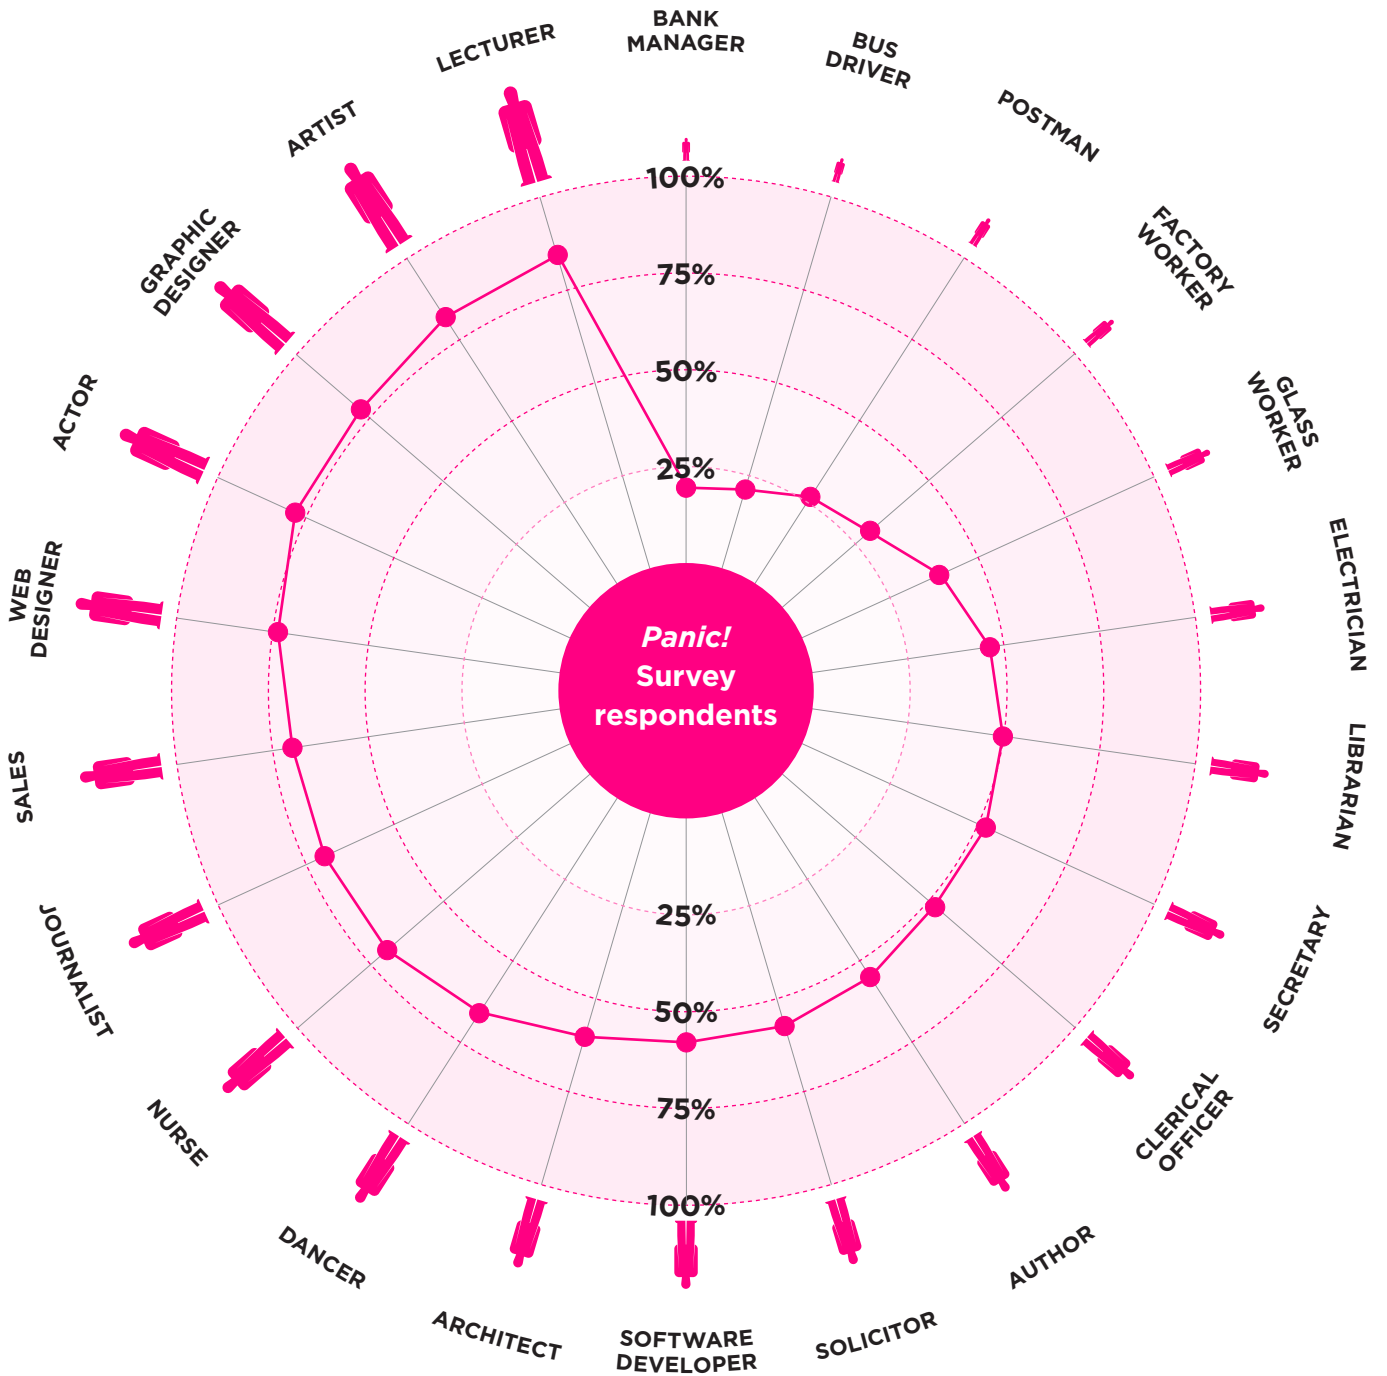 BANK
MANAGER
BUS
DRIVER
POSTMAN
FACTORY
WORKER
GLASS
WORKER
ELECTRICIAN
LIBRARIAN
SECRETARY
CLERICAL
OFFICER
AUTHOR
SOLICITOR
SOFTWARE
DEVELOPER
ARCHITECT
DANCER
NURSE
JOURNALIST
SALES
WEB
DESIGNER
ACTOR
GRAPHIC
DESIGNER
ARTIST
LECTURER
100%
75%
50%
25%
Panic!
Survey
respondents
25%
50%
75%
100%